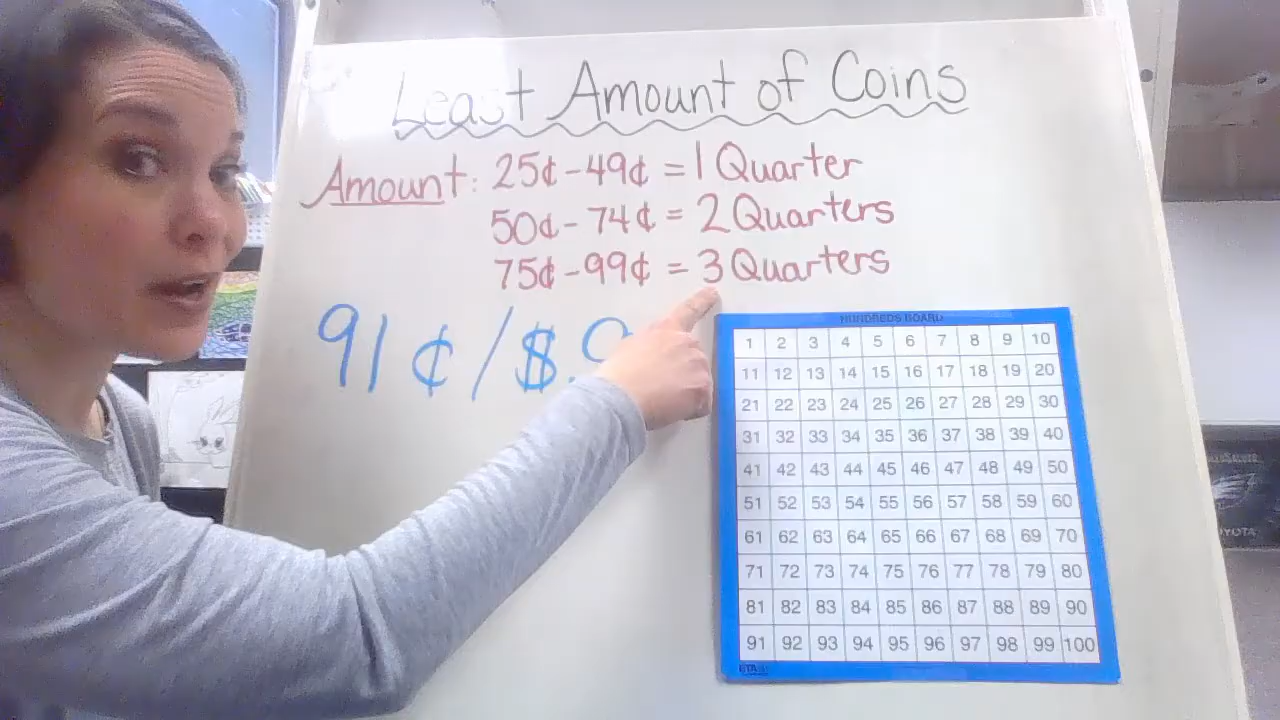 Least Amount of Coins
Amount: 25¢ - 49¢ = 1 Quarter
50¢ - 74¢ = 2 Quarters
75¢ - 99¢ = 3 Quarters
91 ¢ / $.9
HUNDREDS BOARD
1 2 3 4 5 6 7 8 9 10
11 12 13 14 15 16 17 18 19 20
21 22 23 24 25 26 27 28 29 30
31 32 33 34 35 36 37 38 39 40
41 42 43 44 45 46 47 48 49 50
51 52 53 54 55 56 57 58 59 60
61 62 63 64 65 66 67 68 69 70
71 72 73 74 75 76 77 78 79 80
81 82 83 84 85 86 87 88 89 90
91 92 93 94 95 96 97 98 99 100
ETA